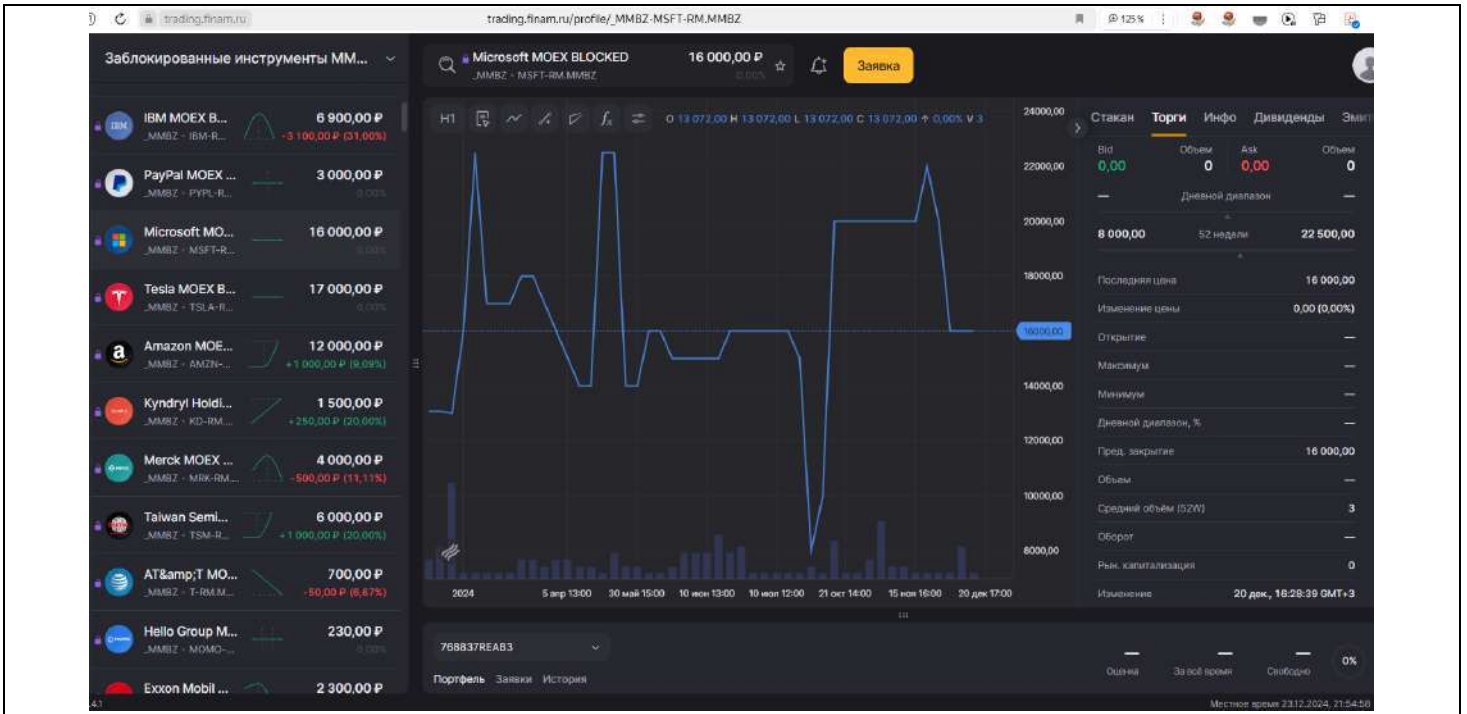 trading.finam.ru
trading.finam.ru/profile/_MMBZ-MSFT-RM.MMBZ
125 %
Заблокированные инструменты MM...
IBM MOEX B...
6 900,00 ₽
_MMBZ - IBM-R...
-3 100,00 ₽ (31,00%)
PayPal MOEX ...
3 000,00 ₽
_MMBZ - PYPL-R...
0,00%
Microsoft MO...
16 000,00 ₽
_MMBZ - MSFT-R...
0,00%
Tesla MOEX B...
17 000,00 ₽
_MMBZ - TSLA-R...
0,00%
Amazon MOE...
12 000,00 ₽
_MMBZ - AMZN-...
+1 000,00 ₽ (9,09%)
Kyndryl Holdi...
1 500,00 ₽
_MMBZ - KD-RM....
+250,00 ₽ (20,00%)
Merck MOEX ...
4 000,00 ₽
_MMBZ - MRK-RM....
-500,00 ₽ (11,11%)
Taiwan Semi...
6 000,00 ₽
_MMBZ - TSM-R...
+1 000,00 ₽ (20,00%)
AT&amp;T MO...
700,00 ₽
_MMBZ - T-RM.M...
-50,00 ₽ (6,67%)
Hello Group M...
230,00 ₽
_MMBZ - MOMO-...
0,00%
Exxon Mobil ...
2 300,00 ₽
4.1
Microsoft MOEX BLOCKED
16 000,00 ₽
_MMBZ - MSFT-RM.MMBZ
0,00%
Заявка
H1
O 13 072,00 H 13 072,00 L 13 072,00 C 13 072,00 0,00% V 3
24000,00
22000,00
20000,00
18000,00
16000,00
14000,00
12000,00
10000,00
8000,00
2024
5 апр 13:00
30 май 15:00
10 июн 13:00
10 июл 12:00
21 окт 14:00
15 ноя 16:00
20 дек 17:00
768837REAB3
Портфель Заявки История
Стакан Торги Инфо Дивиденды Эмит
Bid Объем Ask Объем
0,00 0 0,00 0
— Дневной диапазон —
8 000,00 52 недели 22 500,00
Последняя цена 16 000,00
Изменение цены 0,00 (0,00%)
Открытие —
Максимум —
Минимум —
Дневной диапазон, % —
Пред. закрытие 16 000,00
Объем —
Средний объём (52W) 3
Оборот —
Рын. капитализация 0
Изменение 20 дек., 16:28:39 GMT+3
— — —
Оценка За всё время Свободно
0%
Местное время 23.12.2024, 21:54:56